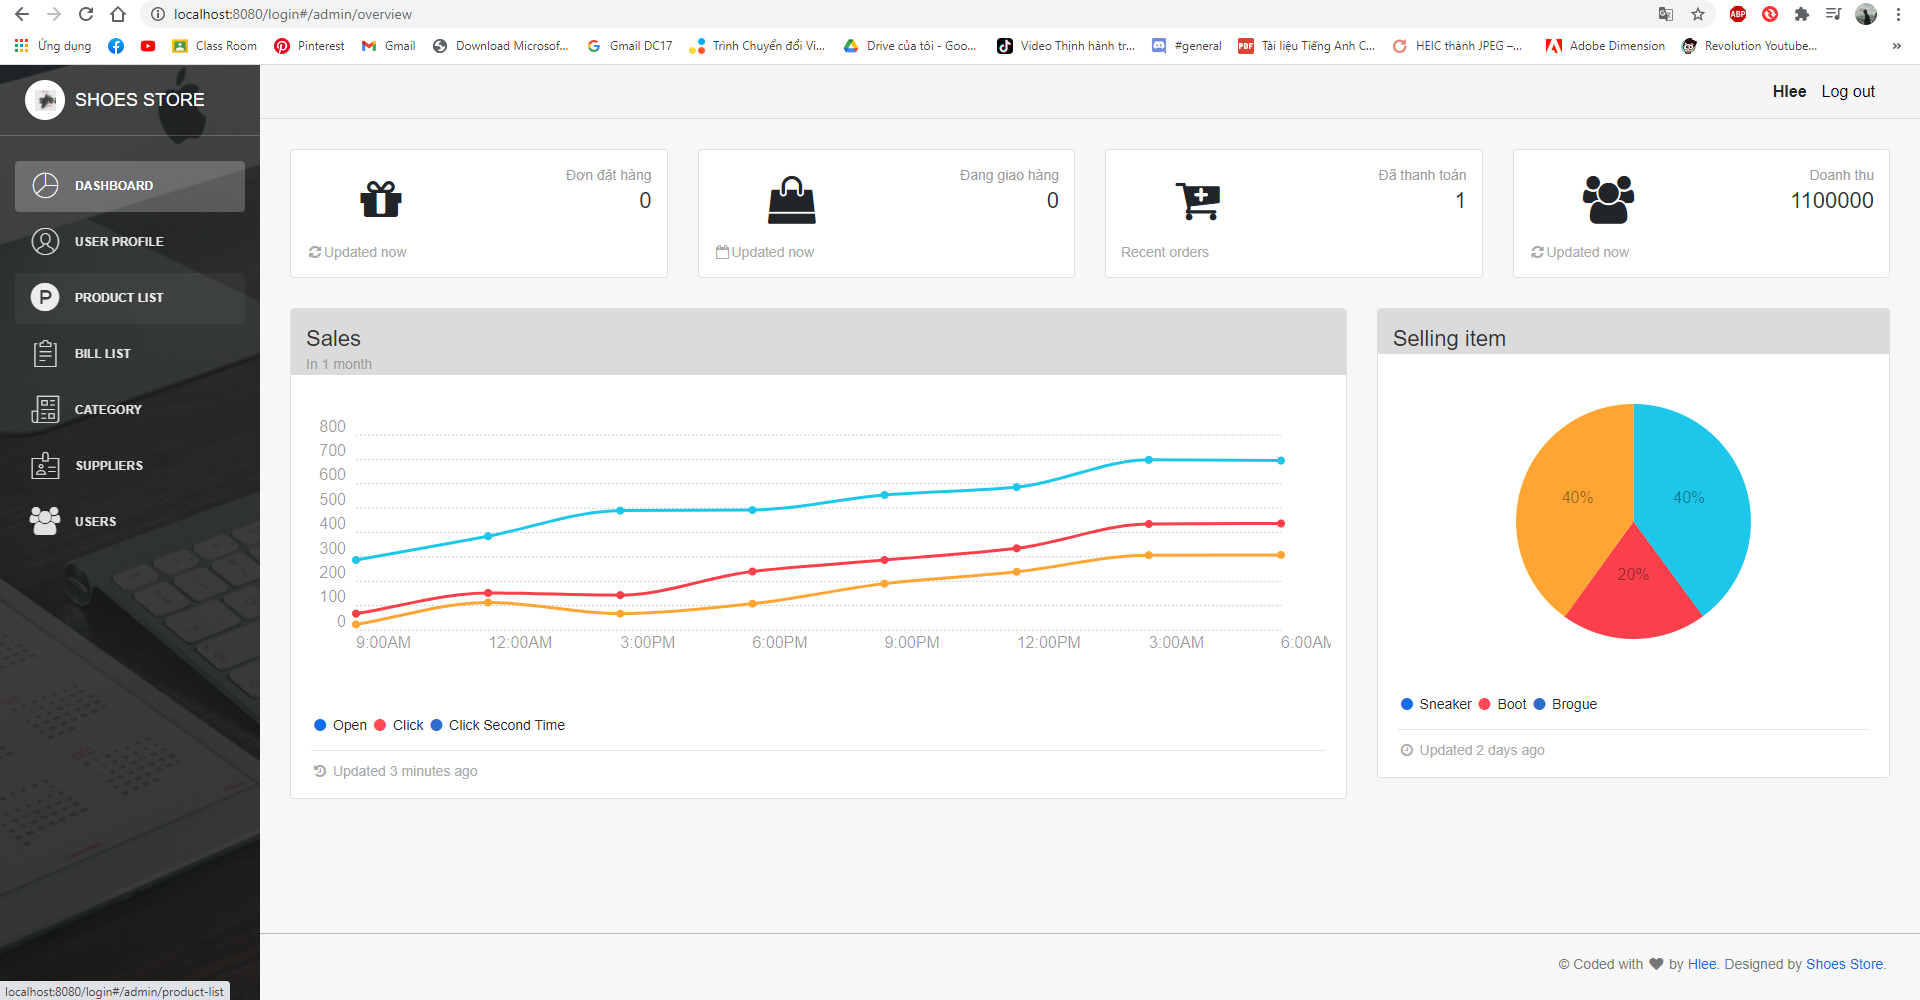 localhost:8080/login#/admin/overview
Ứng dụng
Class Room
Pinterest
Gmail
Download Microsof...
Gmail DC17
Trình Chuyển đổi Vi...
Drive của tôi - Goo...
Video Thịnh hành tr...
#general
PDF
Tài liệu Tiếng Anh C...
HEIC thành JPEG –...
Adobe Dimension
Revolution Youtube...
»
ABP
SHOES STORE
Hlee Log out
DASHBOARD
USER PROFILE
P PRODUCT LIST
BILL LIST
CATEGORY
SUPPLIERS
USERS
Đơn đặt hàng
0
Updated now
Đang giao hàng
0
Updated now
Đã thanh toán
1
Recent orders
Doanh thu
1100000
Updated now
Sales
In 1 month
800
700
600
500
400
300
200
100
0
9:00AM 12:00AM 3:00PM 6:00PM 9:00PM 12:00PM 3:00AM 6:00AM
Open Click Click Second Time
Updated 3 minutes ago
Selling item
40% 40%
20%
Sneaker Boot Brogue
Updated 2 days ago
© Coded with ❤ by Hlee. Designed by Shoes Store.
localhost:8080/login#/admin/product-list